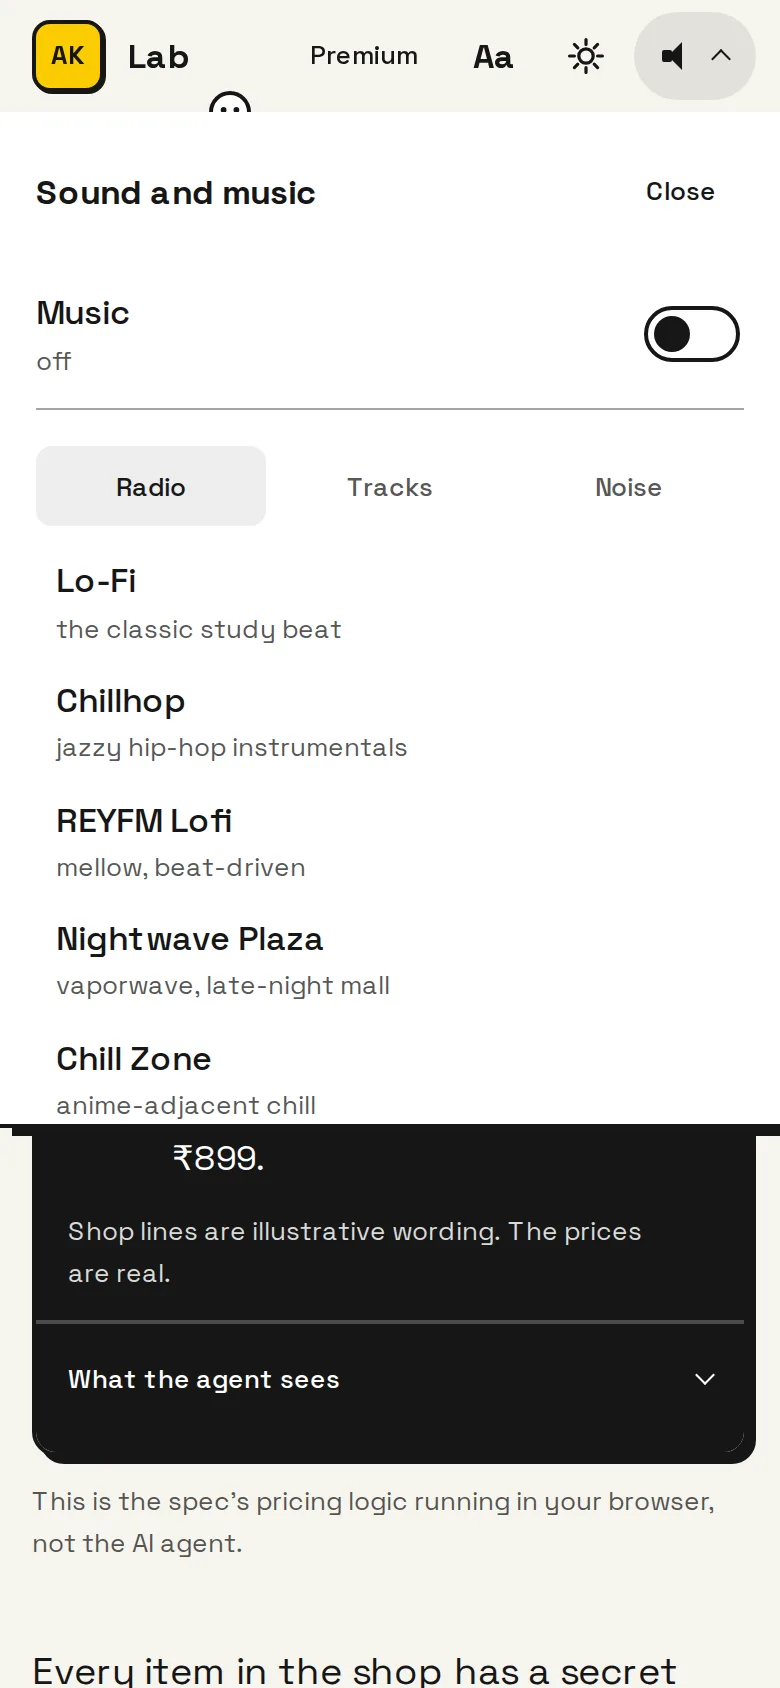 AK Lab Premium Aa
Sound and music Close
Music
off
Radio Tracks Noise
Lo-Fi
the classic study beat
Chillhop
jazzy hip-hop instrumentals
REYFM Lofi
mellow, beat-driven
Nightwave Plaza
vaporwave, late-night mall
Chill Zone
anime-adjacent chill
₹899.
Shop lines are illustrative wording. The prices
are real.
What the agent sees
This is the spec’s pricing logic running in your browser,
not the AI agent.
Every item in the shop has a secret